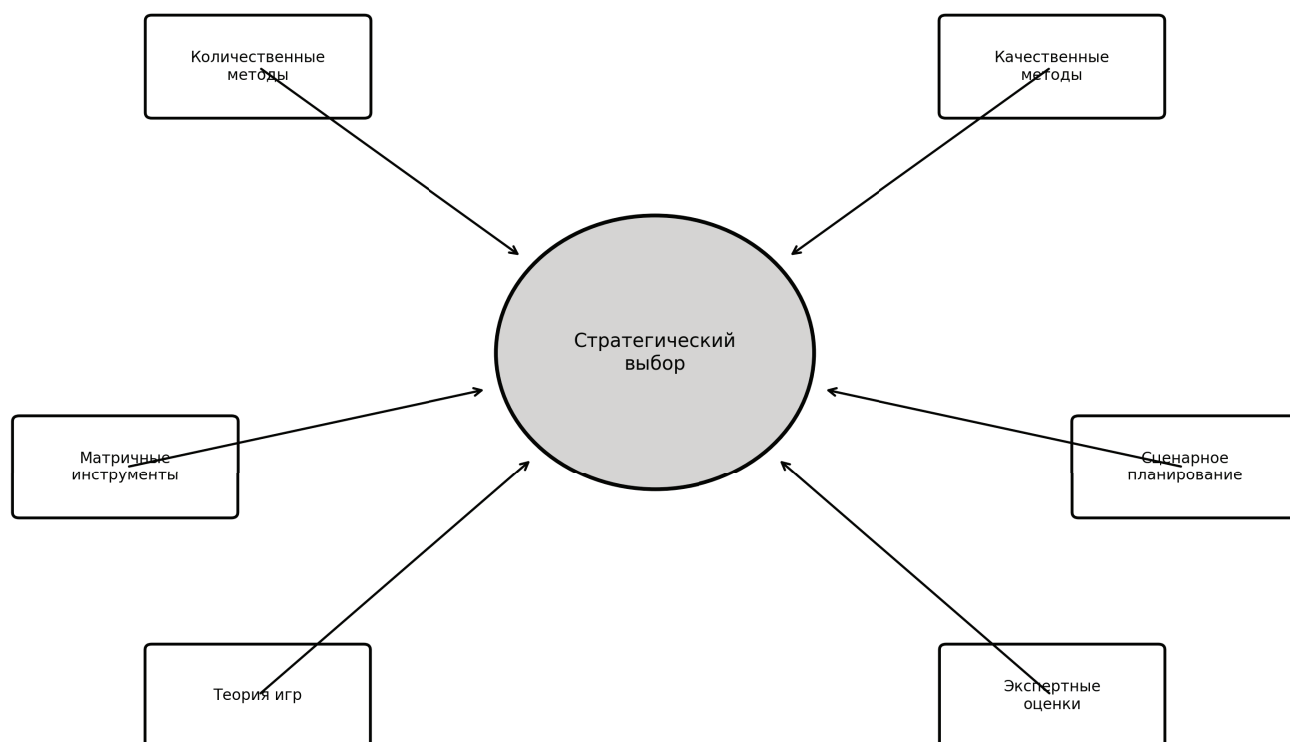 Количественные
методы
Качественные
методы
Стратегический
выбор
Матричные
инструменты
Сценарное
планирование
Теория игр
Экспертные
оценки